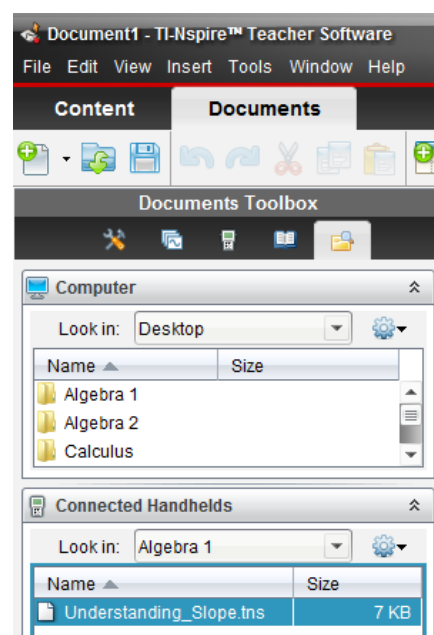 Document1 - TI-Nspire™ Teacher Software
File Edit View Insert Tools Window Help
Content Documents
Documents Toolbox
Computer
Look in: Desktop
Name Size
Algebra 1
Algebra 2
Calculus
Connected Handhelds
Look in: Algebra 1
Name Size
Understanding_Slope.tns 7 KB